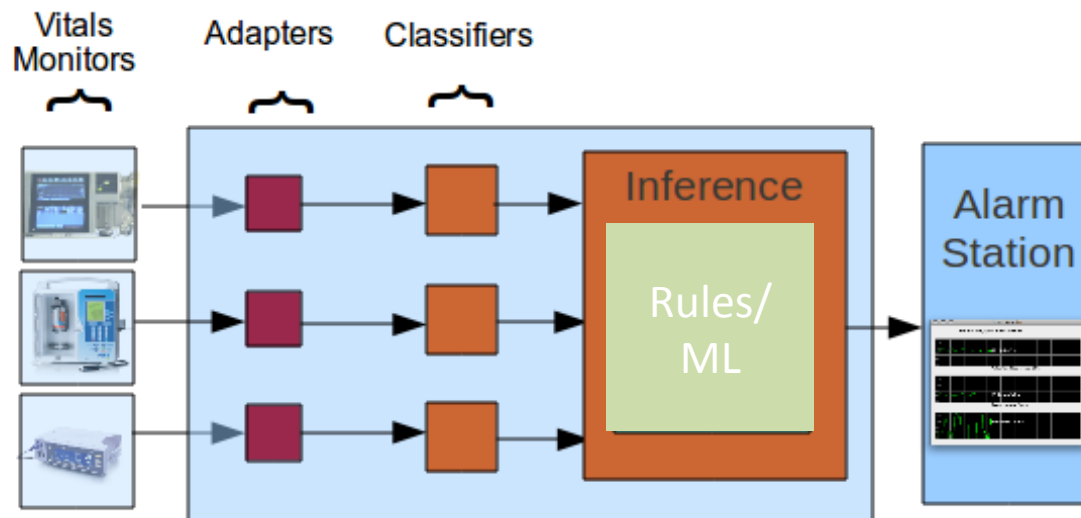 Vitals
Monitors
Adapters
Classifiers
Inference
Rules/
ML
Alarm
Station